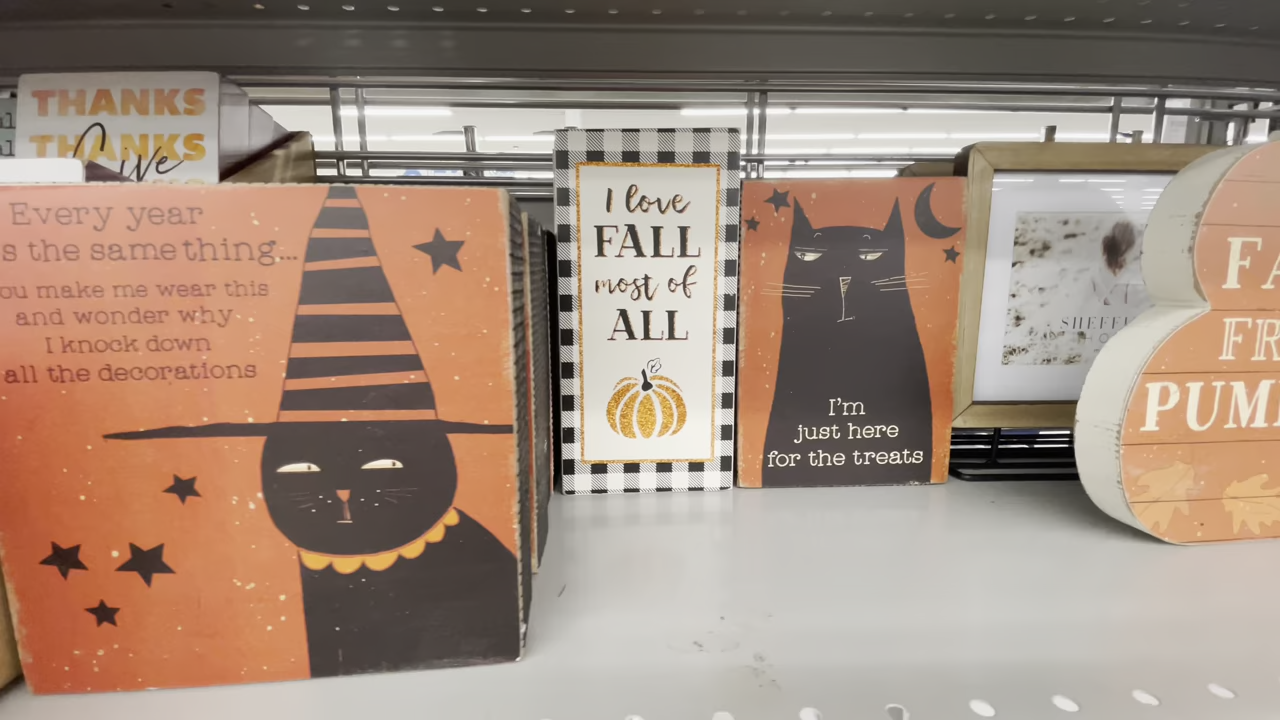 THANKS
THANKS
Give
Every year
s the same thing...
ou make me wear this
and wonder why
I knock down
all the decorations
I love
FALL
most of
ALL
I'm
just here
for the treats
FA
FR
PUM